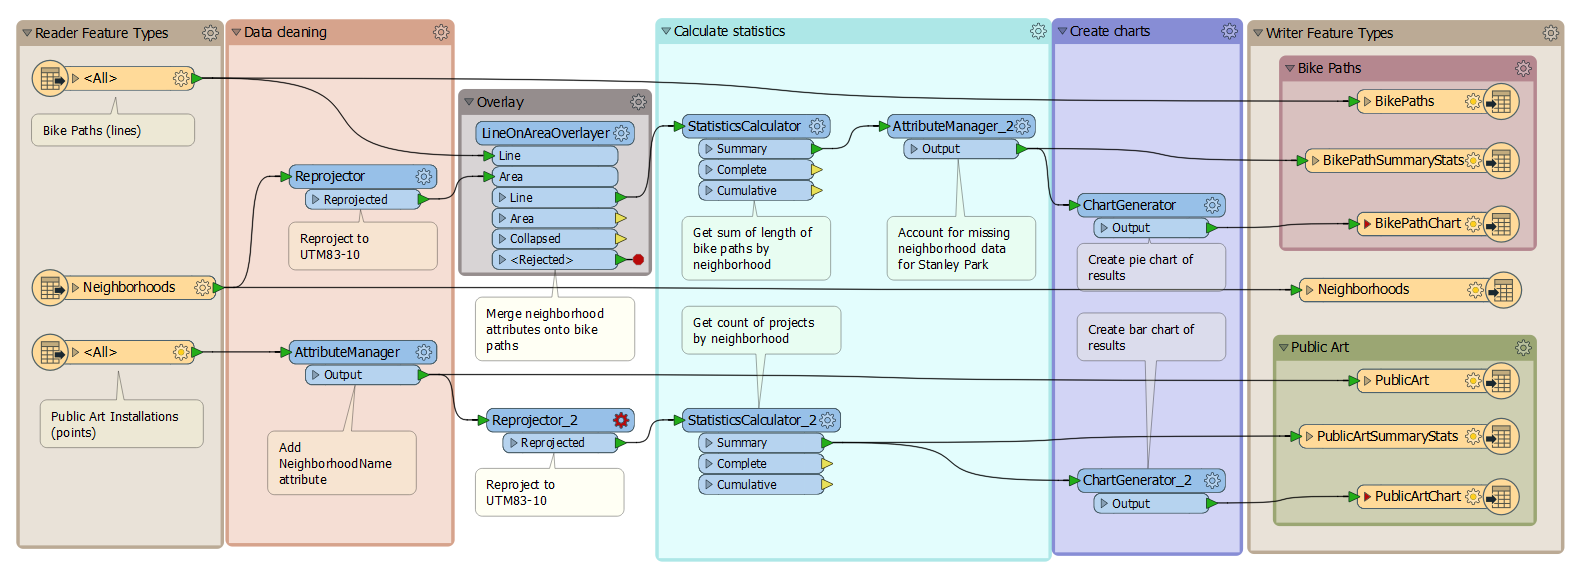 Reader Feature Types
<All>
Bike Paths (lines)
Neighborhoods
<All>
Public Art Installations
(points)
Data cleaning
Reprojector
Reprojected
Reproject to
UTM83-10
AttributeManager
Output
Add
NeighborhoodName
attribute
Overlay
LineOnAreaOverlayer
Line
Area
Line
Area
Collapsed
<Rejected>
Merge neighborhood
attributes onto bike
paths
Reprojector_2
Reprojected
Reproject to
UTM83-10
Calculate statistics
StatisticsCalculator
Summary
Complete
Cumulative
Get sum of length of
bike paths by
neighborhood
AttributeManager_2
Output
Account for missing
neighborhood data
for Stanley Park
Get count of projects
by neighborhood
StatisticsCalculator_2
Summary
Complete
Cumulative
Create charts
ChartGenerator
Output
Create pie chart of
results
Create bar chart of
results
ChartGenerator_2
Output
Writer Feature Types
Bike Paths
BikePaths
BikePathSummaryStats
BikePathChart
Neighborhoods
Public Art
PublicArt
PublicArtSummaryStats
PublicArtChart